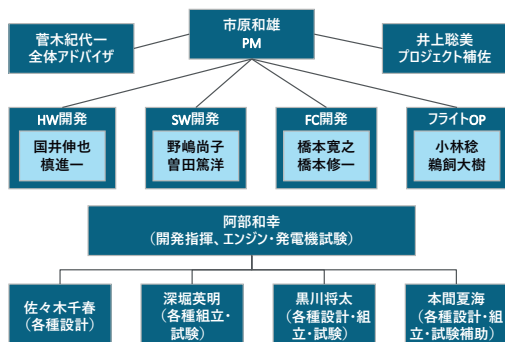 市原和雄
PM
菅木紀代一
全体アドバイザ
井上聡美
プロジェクト補佐
HW開発
国井伸也
槙進一
SW開発
野嶋尚子
曽田篤洋
FC開発
橋本寛之
橋本修一
フライトOP
小林稔
鵜飼大樹
阿部和幸
（開発指揮、エンジン・発電機試験）
佐々木千春
（各種設計）
深堀英明
（各種組立・
試験）
黒川将太
（各種設計・組
立・試験）
本間夏海
（各種設計・組
立・試験補助）